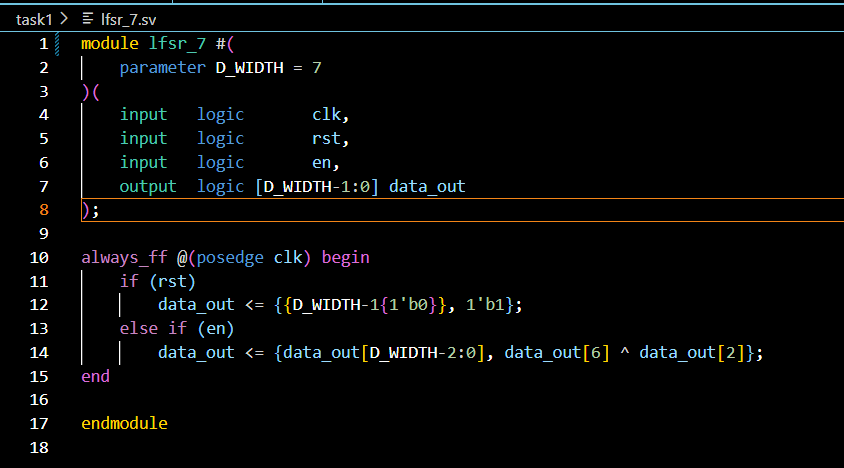 task1 > lfsr_7.sv
1 module lfsr_7 #(
2     parameter D_WIDTH = 7
3 )(
4     input   logic       clk,
5     input   logic       rst,
6     input   logic       en,
7     output  logic [D_WIDTH-1:0] data_out
8 );
9
10 always_ff @(posedge clk) begin
11     if (rst)
12         data_out <= {{D_WIDTH-1{1'b0}}, 1'b1};
13     else if (en)
14         data_out <= {data_out[D_WIDTH-2:0], data_out[6] ^ data_out[2]};
15 end
16
17 endmodule
18